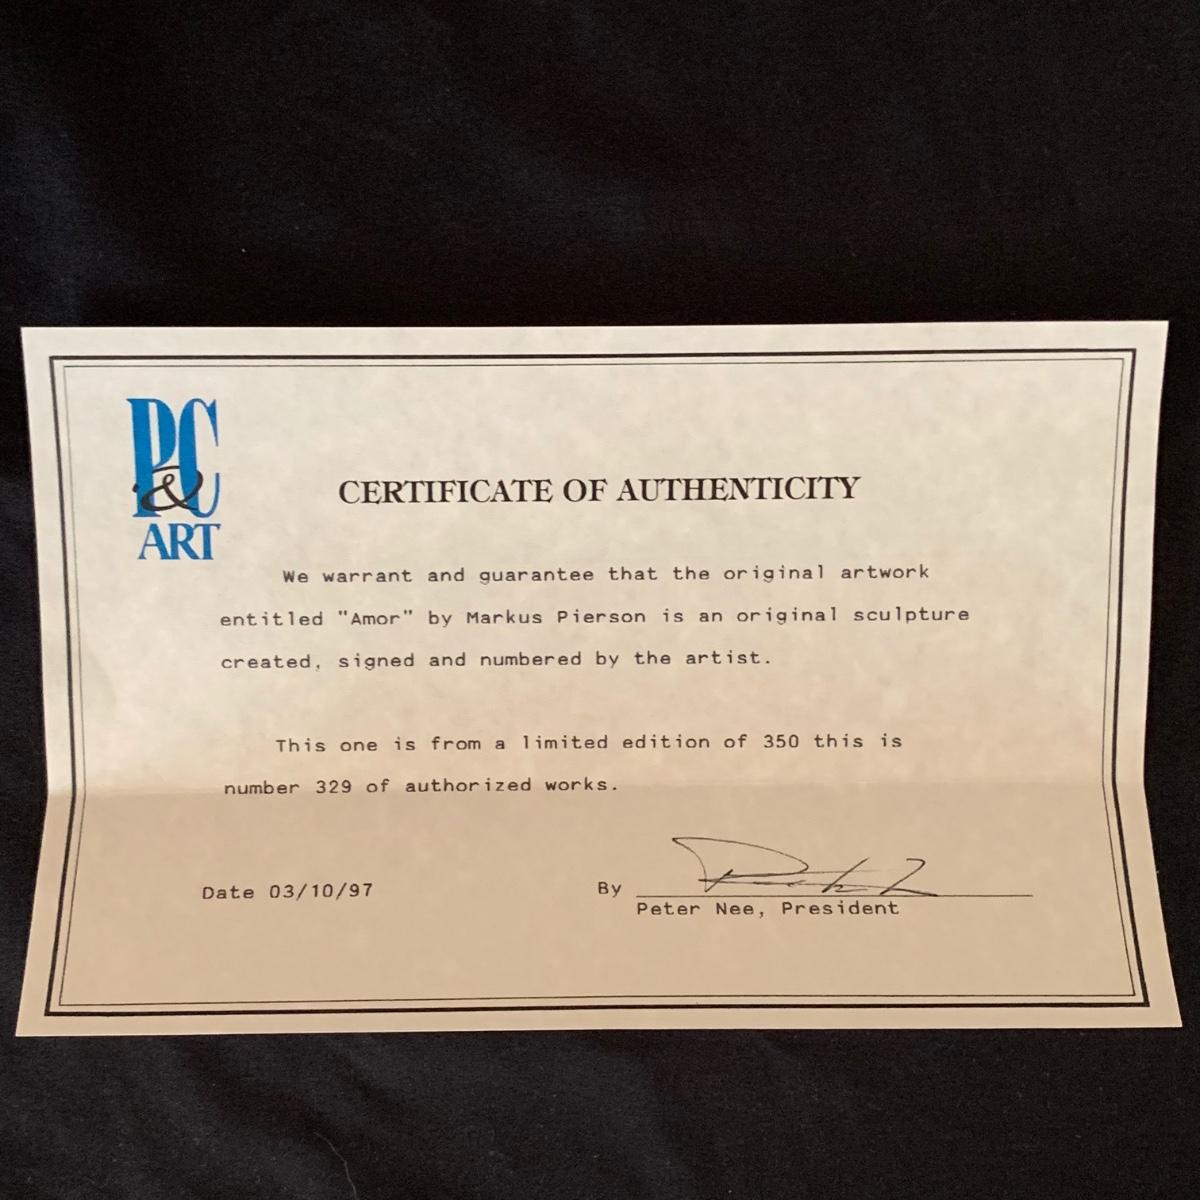 P&C
ART
CERTIFICATE OF AUTHENTICITY
We warrant and guarantee that the original artwork
entitled "Amor" by Markus Pierson is an original sculpture
created, signed and numbered by the artist.
This one is from a limited edition of 350 this is
number 329 of authorized works.
Date 03/10/97
By
Peter Nee, President